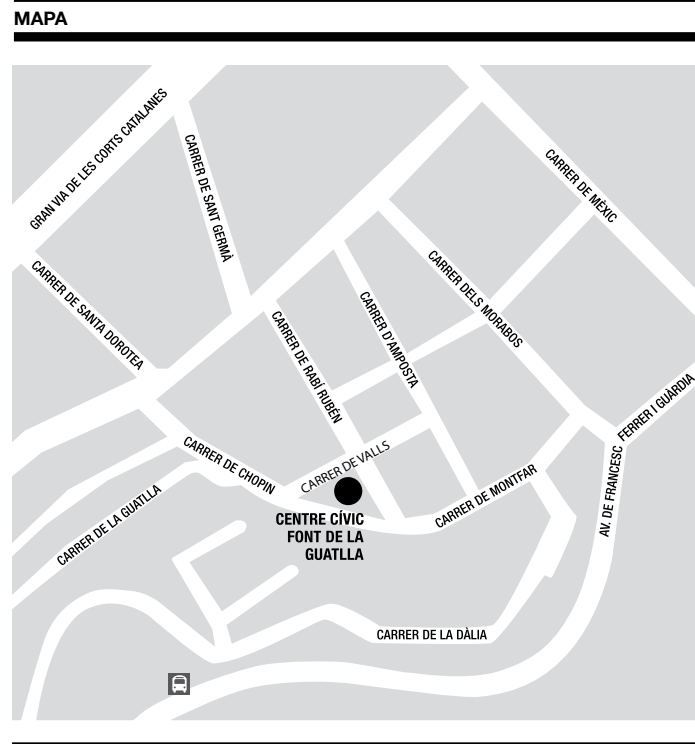 MAPA
GRAN VIA DE LES CORTS CATALANES
CARRER DE SANT GERMÀ
CARRER DE MÈXIC
CARRER DE SANTA DOROTEA
CARRER DELS MORABOS
CARRER D'AMPOSTA
CARRER DE RABÍ RUBÉN
FERRER I GUÀRDIA
AV. DE FRANCESC
CARRER DE VALLS
CARRER DE CHOPIN
CARRER DE MONTFAR
CARRER DE LA GUATLLA
CENTRE CÍVIC
FONT DE LA
GUATLLA
CARRER DE LA DÀLIA